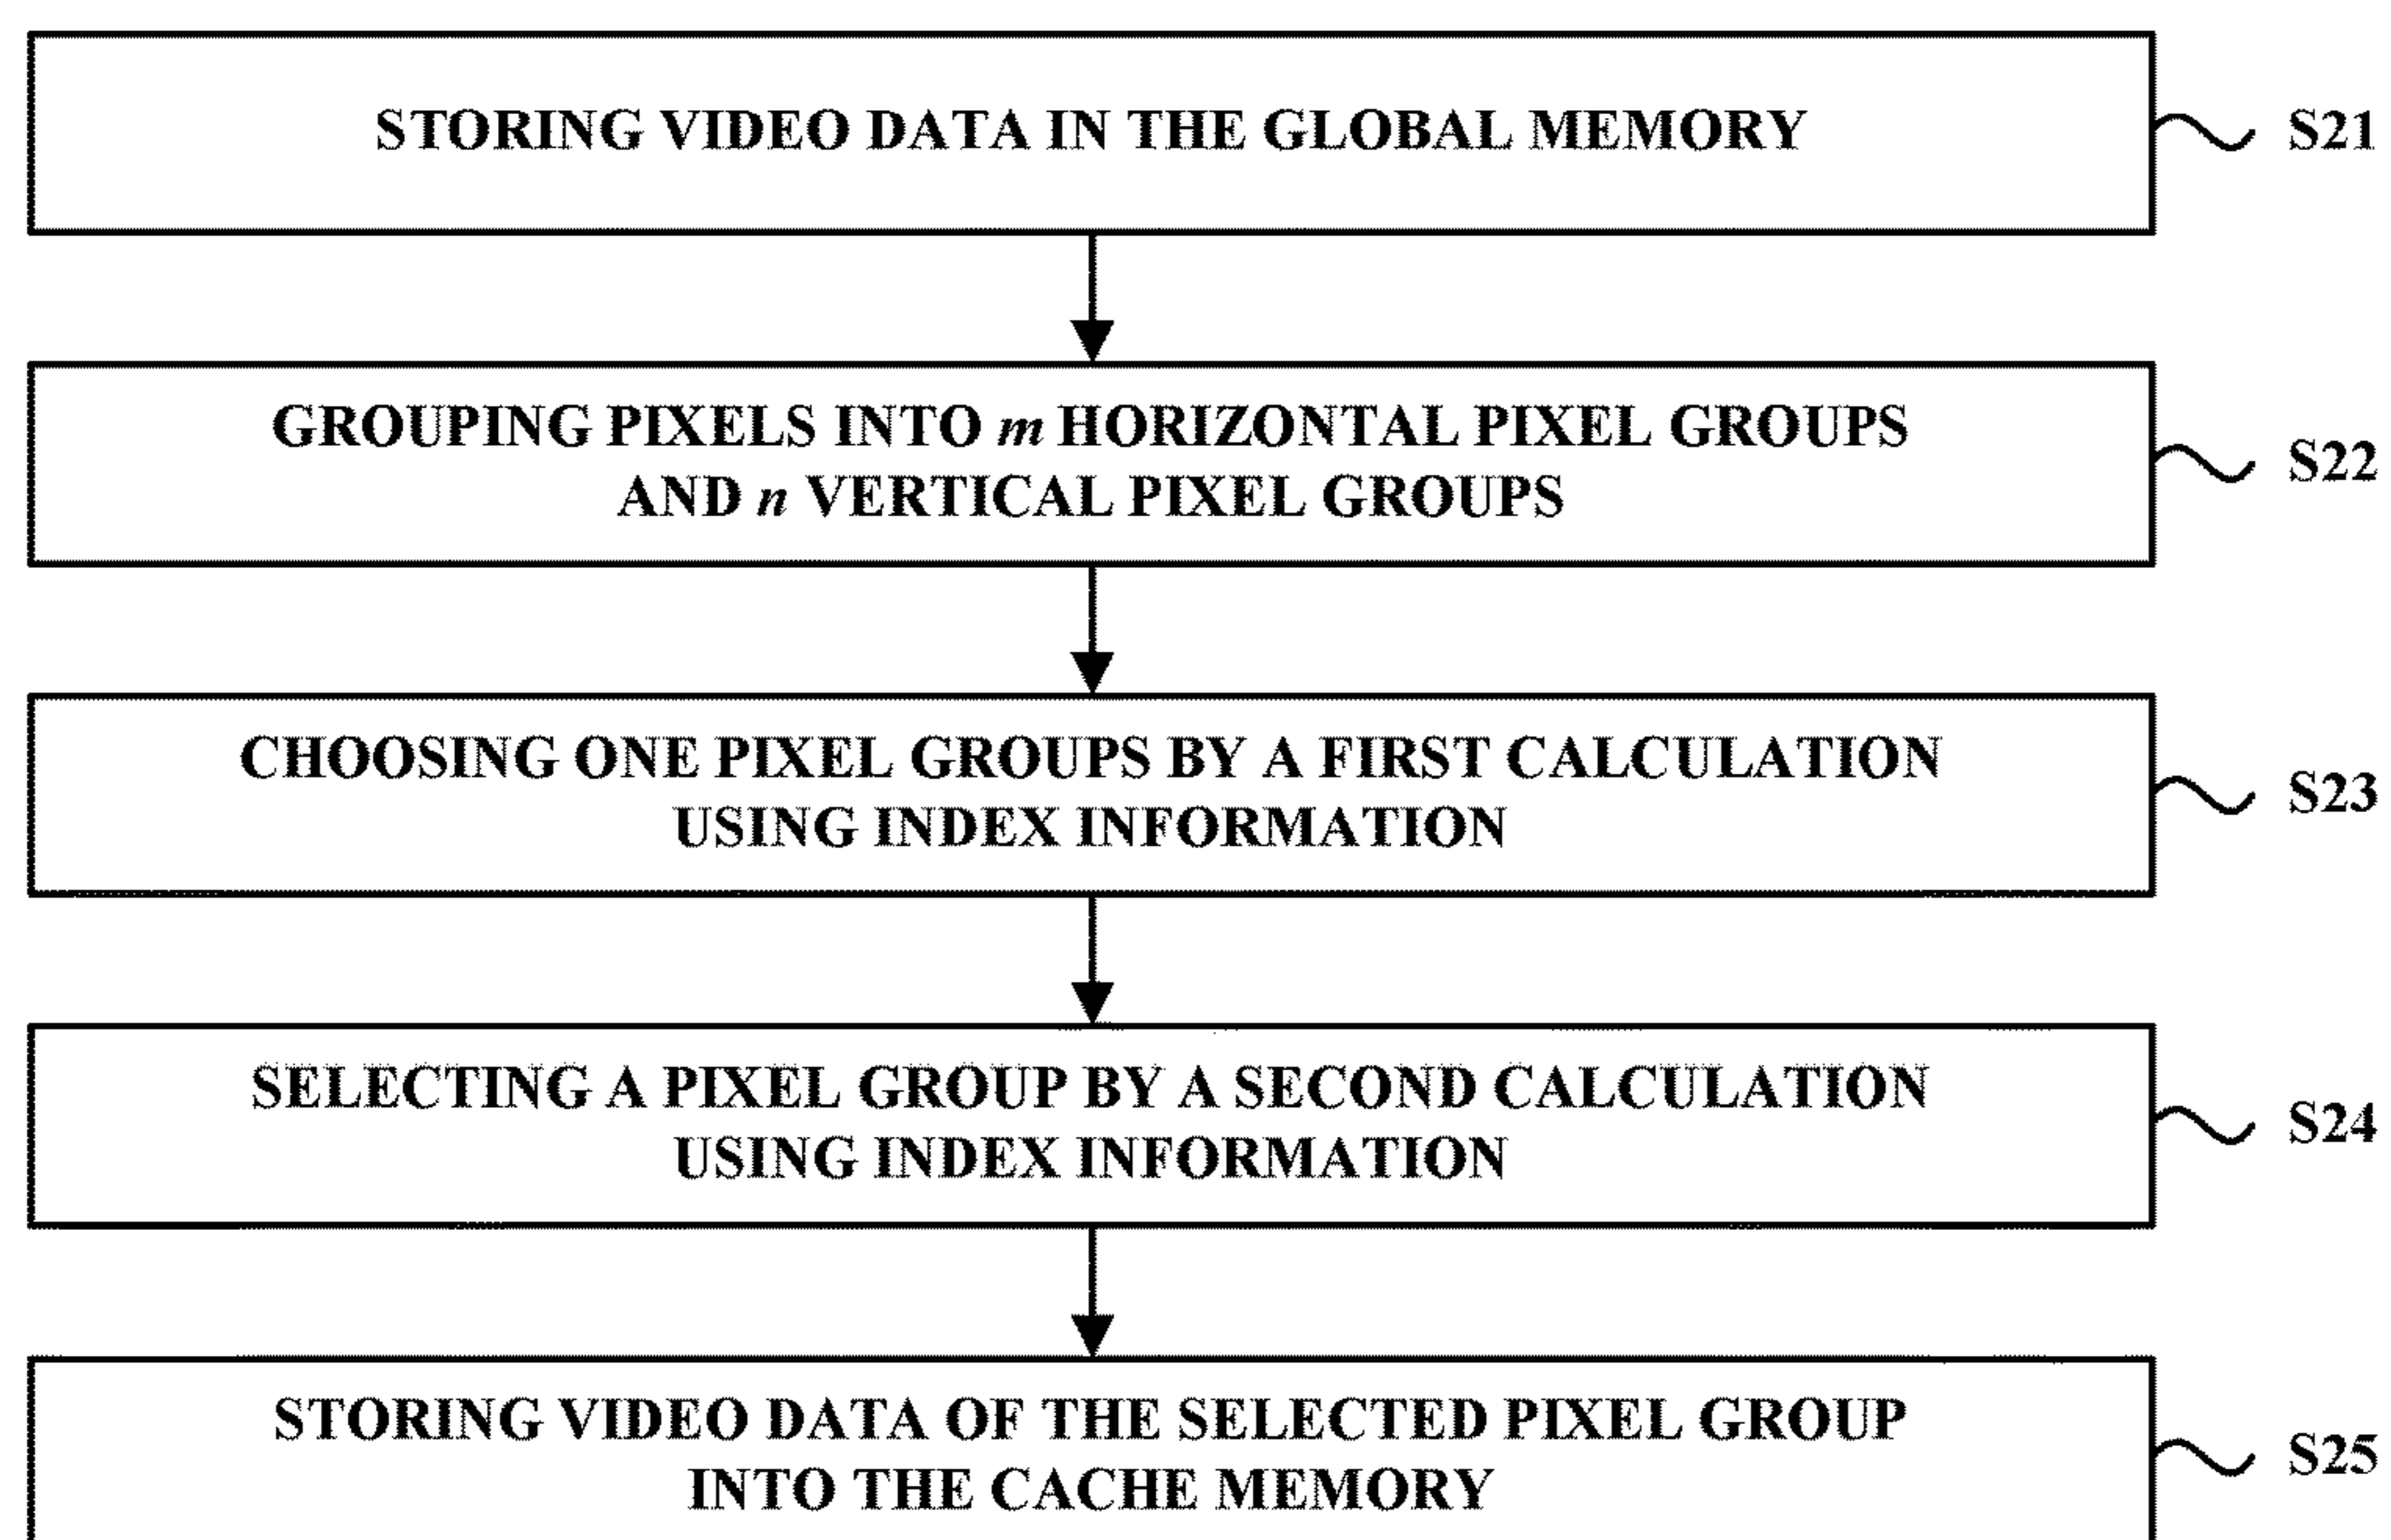 STORING VIDEO DATA IN THE GLOBAL MEMORY
S21
GROUPING PIXELS INTO m HORIZONTAL PIXEL GROUPS
AND n VERTICAL PIXEL GROUPS
S22
CHOOSING ONE PIXEL GROUPS BY A FIRST CALCULATION
USING INDEX INFORMATION
S23
SELECTING A PIXEL GROUP BY A SECOND CALCULATION
USING INDEX INFORMATION
S24
STORING VIDEO DATA OF THE SELECTED PIXEL GROUP
INTO THE CACHE MEMORY
S25